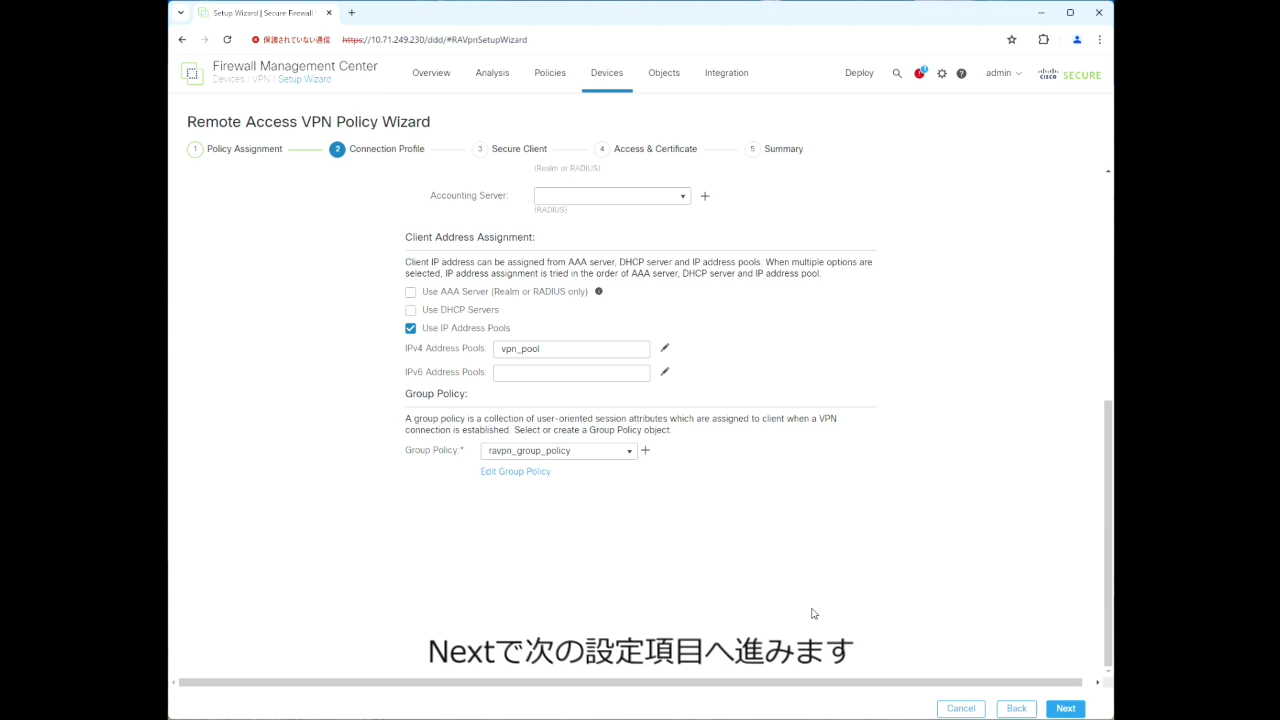 Setup Wizard | Secure Firewall
保護されていない通信 https://10.71.249.230/ddd/#RAVpnSetupWizard
Firewall Management Center
Devices / VPN / Setup Wizard
Overview Analysis Policies Devices Objects Integration Deploy admin cisco SECURE
Remote Access VPN Policy Wizard
1 Policy Assignment 2 Connection Profile 3 Secure Client 4 Access & Certificate 5 Summary
(Realm or RADIUS)
Accounting Server:
(RADIUS)
Client Address Assignment:
Client IP address can be assigned from AAA server, DHCP server and IP address pools. When multiple options are
selected, IP address assignment is tried in the order of AAA server, DHCP server and IP address pool.
Use AAA Server (Realm or RADIUS only)
Use DHCP Servers
Use IP Address Pools
IPv4 Address Pools vpn_pool
IPv6 Address Pools
Group Policy:
A group policy is a collection of user-oriented session attributes which are assigned to client when a VPN
connection is established. Select or create a Group Policy object.
Group Policy:* ravpn_group_policy
Edit Group Policy
Nextで次の設定項目へ進みます
Cancel Back Next